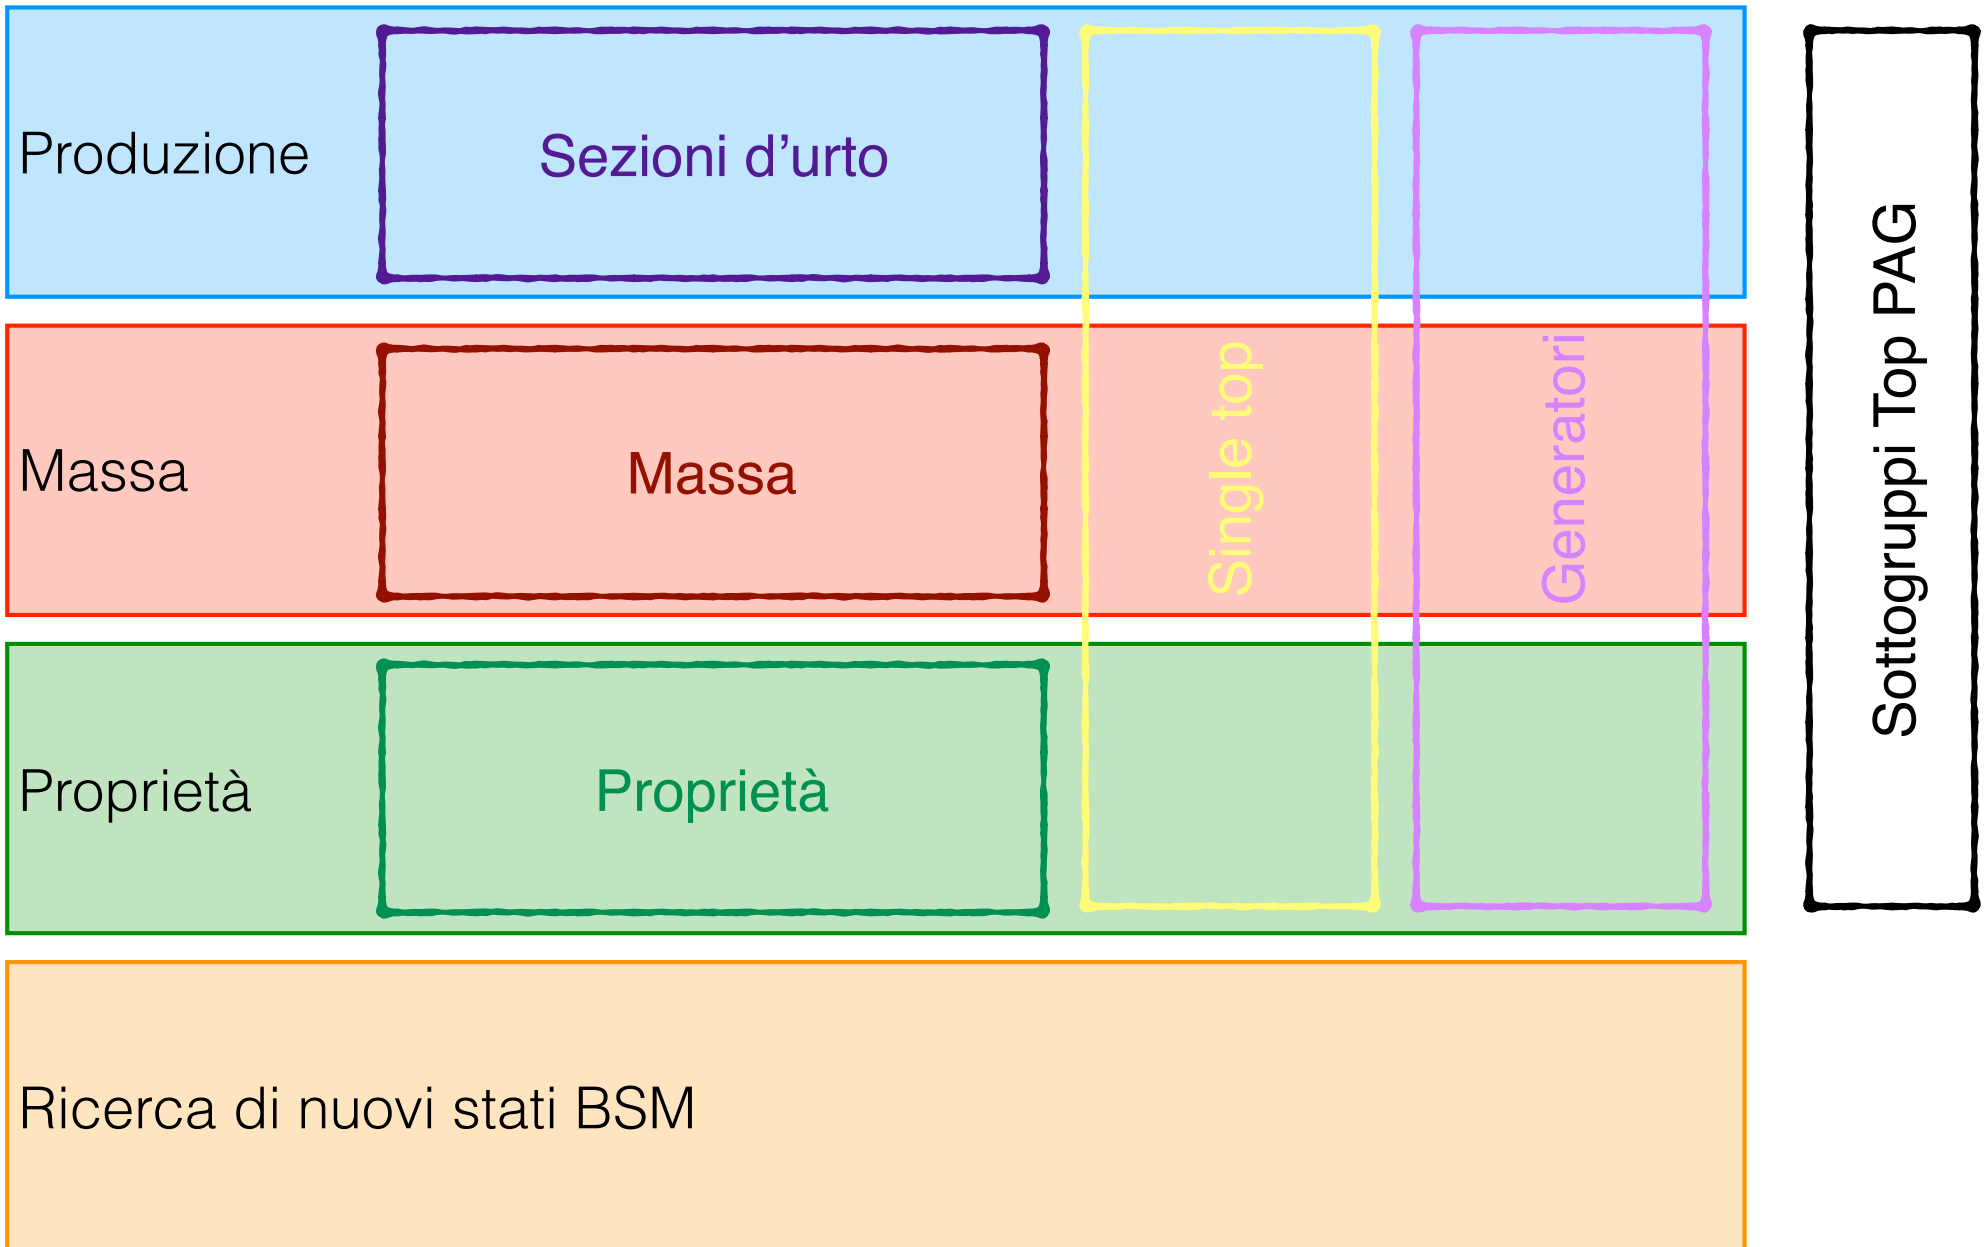 Produzione
Sezioni d’urto
Massa
Massa
Single top
Generatori
Sottogruppi Top PAG
Proprietà
Proprietà
Ricerca di nuovi stati BSM